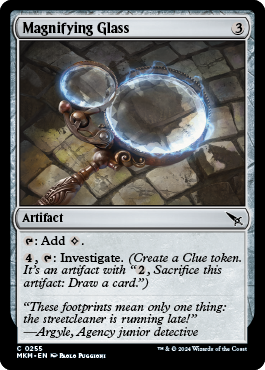 Magnifying Glass 3
Artifact
: Add .
4, : Investigate. (Create a Clue token.
It's an artifact with "2, Sacrifice this
artifact: Draw a card.")
"These footprints mean only one thing:
the streetcleaner is running late!"
—Argyle, Agency junior detective
C 0255
MKM • EN Paolo Puggioni
™ & © 2024 Wizards of the Coast